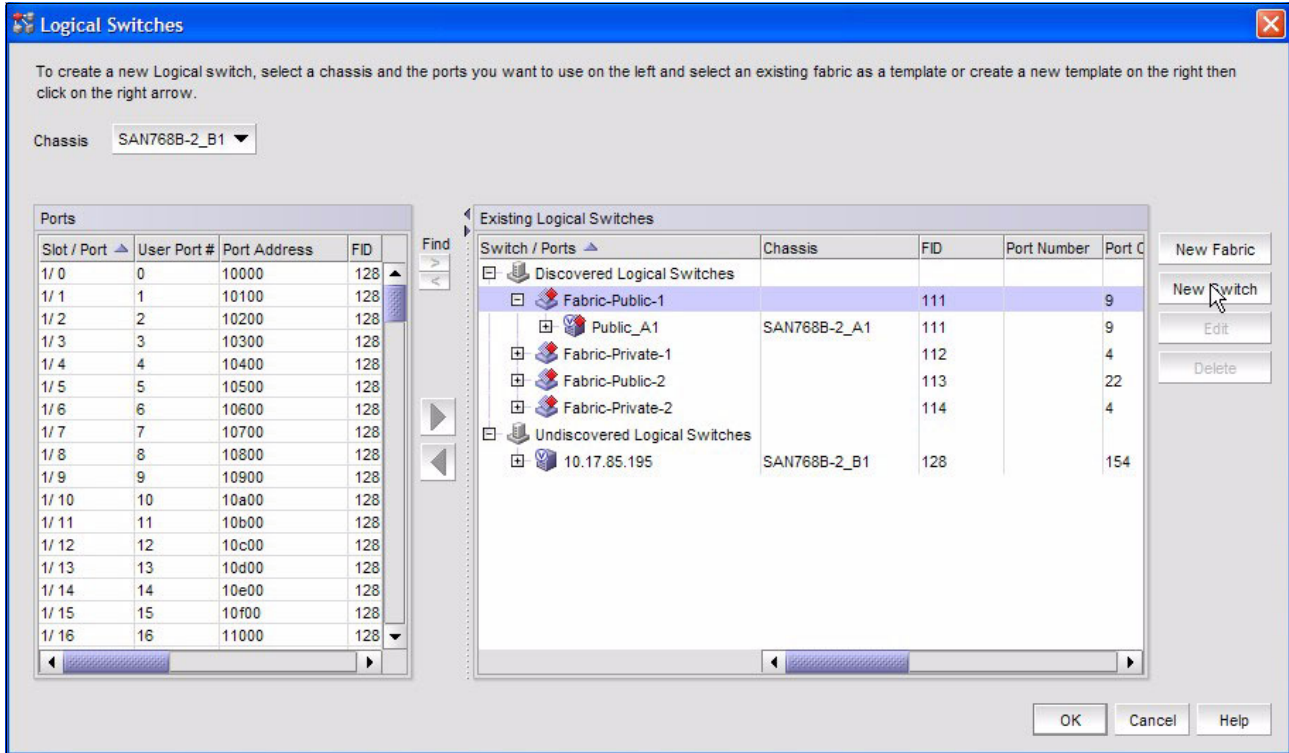 Logical Switches
To create a new Logical switch, select a chassis and the ports you want to use on the left and select an existing fabric as a template or create a new template on the right then
click on the right arrow.
Chassis SAN768B-2_B1
Ports
Slot / Port User Port # Port Address FID
1/ 0 0 10000 128
1/ 1 1 10100 128
1/ 2 2 10200 128
1/ 3 3 10300 128
1/ 4 4 10400 128
1/ 5 5 10500 128
1/ 6 6 10600 128
1/ 7 7 10700 128
1/ 8 8 10800 128
1/ 9 9 10900 128
1/ 10 10 10a00 128
1/ 11 11 10b00 128
1/ 12 12 10c00 128
1/ 13 13 10d00 128
1/ 14 14 10e00 128
1/ 15 15 10f00 128
1/ 16 16 11000 128
Find
>
<
Existing Logical Switches
Switch / Ports Chassis FID Port Number Port C
Discovered Logical Switches
Fabric-Public-1 111 9
Public_A1 SAN768B-2_A1 111 9
Fabric-Private-1 112 4
Fabric-Public-2 113 22
Fabric-Private-2 114 4
Undiscovered Logical Switches
10.17.85.195 SAN768B-2_B1 128 154
New Fabric
New Switch
Edit
Delete
OK Cancel Help